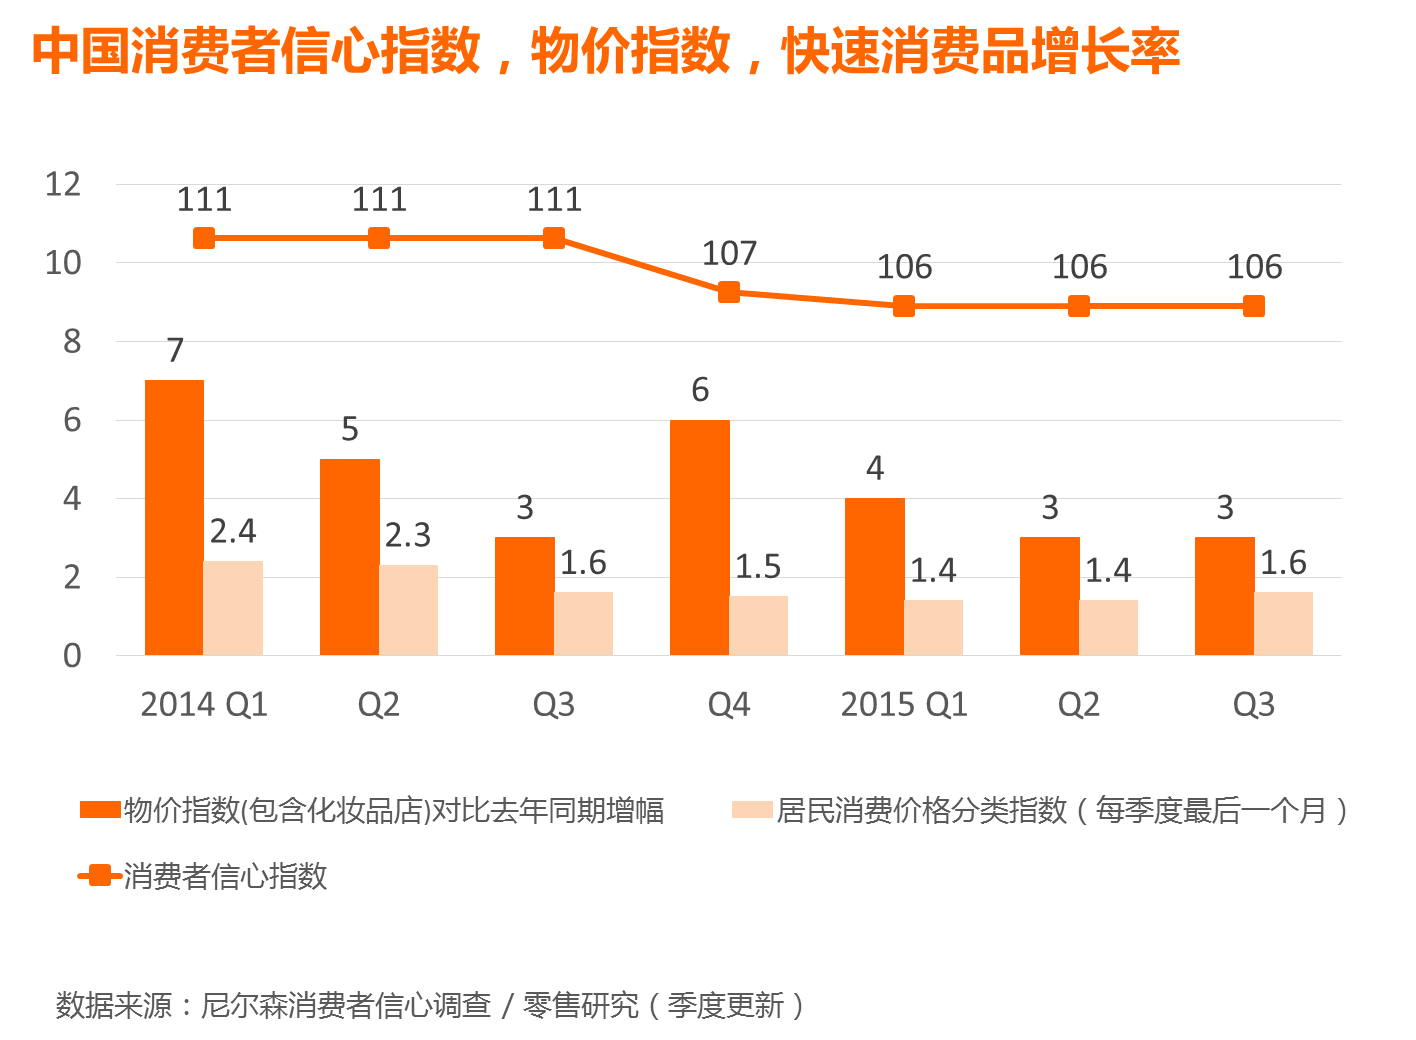 中国消费者信心指数，物价指数，快速消费品增长率
12
10
8
6
4
2
0
111
111
111
107
106
106
106
7
5
3
6
4
3
3
2.4
2.3
1.6
1.5
1.4
1.4
1.6
2014 Q1
Q2
Q3
Q4
2015 Q1
Q2
Q3
物价指数(包含化妆品店)对比去年同期增幅
居民消费价格分类指数（每季度最后一个月）
消费者信心指数
数据来源：尼尔森消费者信心调查 / 零售研究（季度更新）